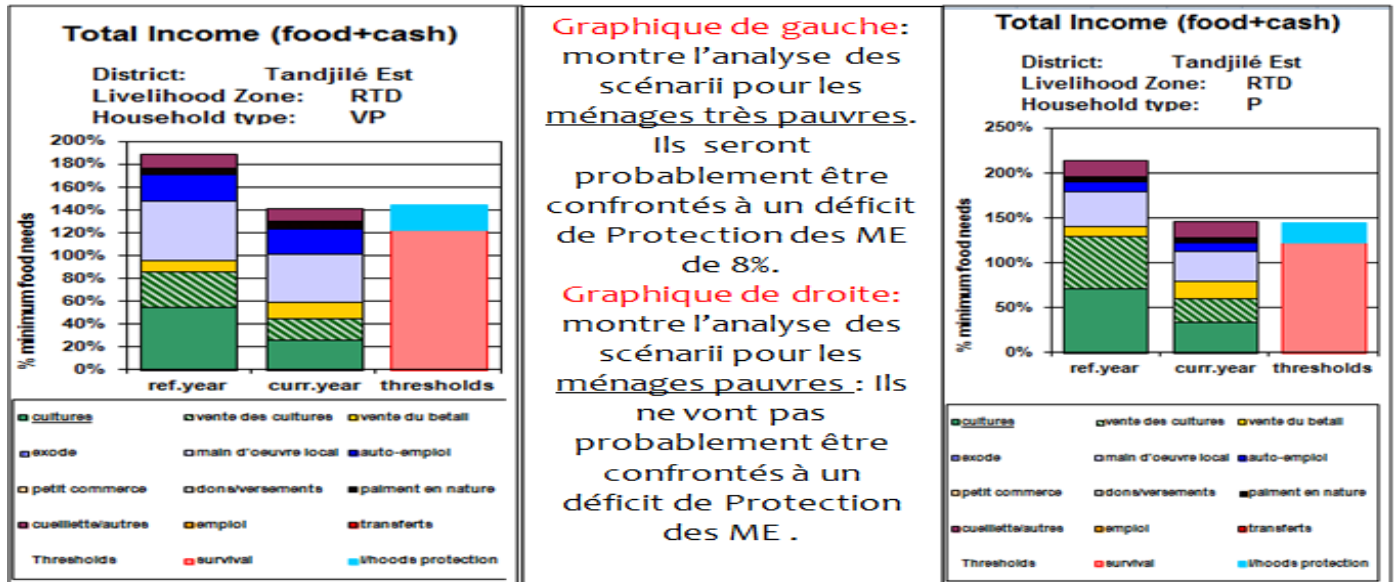 Total Income (food+cash)
District: Tandjilé Est
Livelihood Zone: RTD
Household type: VP
200%
180%
160%
140%
120%
100%
80%
60%
40%
20%
0%
% minimum food needs
ref.year curr.year thresholds
cultures vente des cultures vente du betail
exode main d'oeuvre local auto-emploi
petit commerce dons/versements paiment en nature
cueillette/autres emploi transferts
Thresholds survival l/hoods protection
Graphique de gauche:
montre l'analyse des
scénarii pour les
ménages très pauvres.
Ils seront
probablement être
confrontés à un déficit
de Protection des ME
de 8%.
Graphique de droite:
montre l'analyse des
scénarii pour les
ménages pauvres : Ils
ne vont pas
probablement être
confrontés à un
déficit de Protection
des ME .
Total Income (food+cash)
District: Tandjilé Est
Livelihood Zone: RTD
Household type: P
250%
200%
150%
100%
50%
0%
% minimum food needs
ref.year curr.year thresholds
cultures vente des cultures vente du betail
exode main d'oeuvre local auto-emploi
petit commerce dons/versements paiment en nature
cueillette/autres emploi transferts
Thresholds survival l/hoods protection